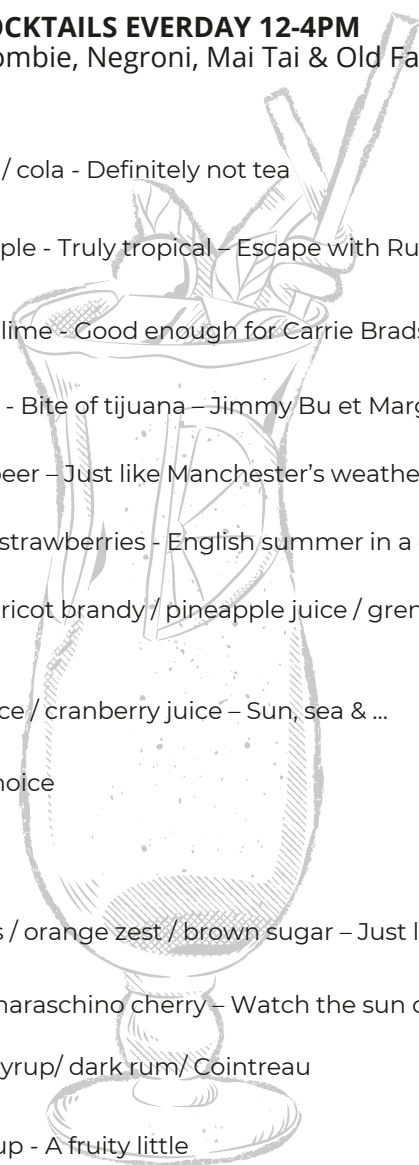 OCKTAILS EVERDAY 12-4PM
ombie, Negroni, Mai Tai & Old Fa
/ cola - Definitely not tea
ple - Truly tropical – Escape with Ru
lime - Good enough for Carrie Brads
- Bite of tijuana – Jimmy Bu et Marg
beer – Just like Manchester’s weathe
strawberries - English summer in a
ricot brandy / pineapple juice / gren
ce / cranberry juice – Sun, sea & ...
hoice
s / orange zest / brown sugar – Just l
maraschino cherry – Watch the sun
yrup/ dark rum/ Cointreau
up - A fruity little